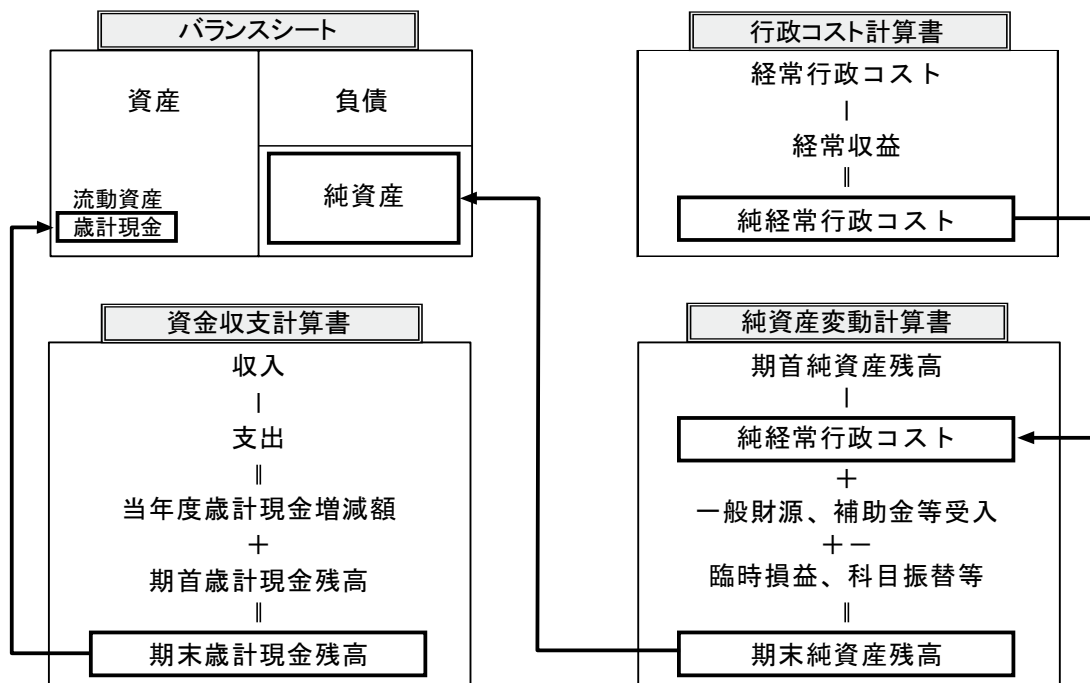 バランスシート
資産
負債
流動資産
歳計現金
純資産
行政コスト計算書
経常行政コスト
－
経常収益
＝
純経常行政コスト
資金収支計算書
収入
－
支出
＝
当年度歳計現金増減額
＋
期首歳計現金残高
＝
期末歳計現金残高
純資産変動計算書
期首純資産残高
－
純経常行政コスト
＋
一般財源、補助金等受入
＋－
臨時損益、科目振替等
＝
期末純資産残高